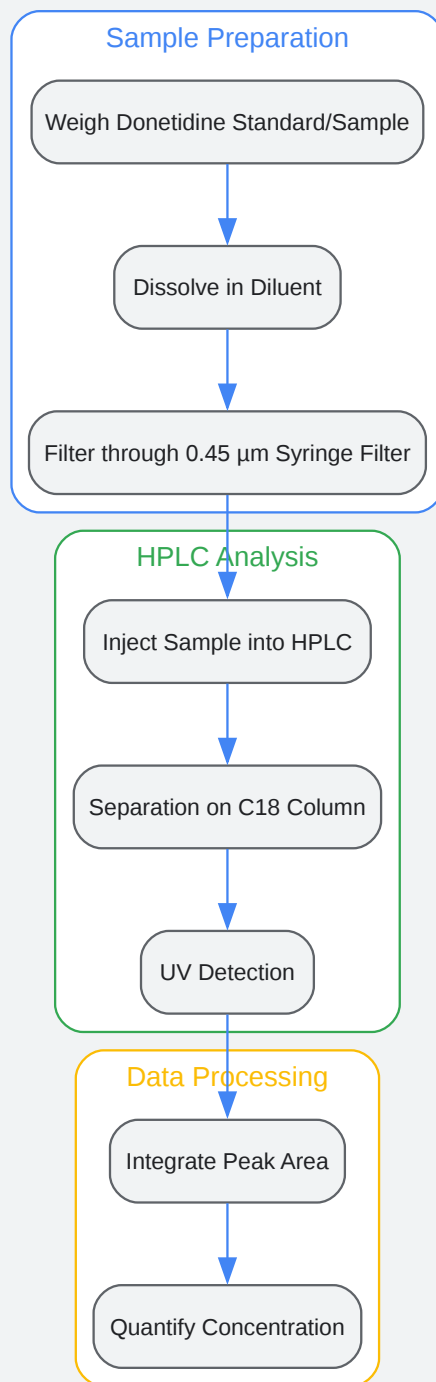 Sample Preparation
Weigh Donetidine Standard/Sample
Dissolve in Diluent
Filter through 0.45 µm Syringe Filter
HPLC Analysis
Inject Sample into HPLC
Separation on C18 Column
UV Detection
Data Processing
Integrate Peak Area
Quantify Concentration